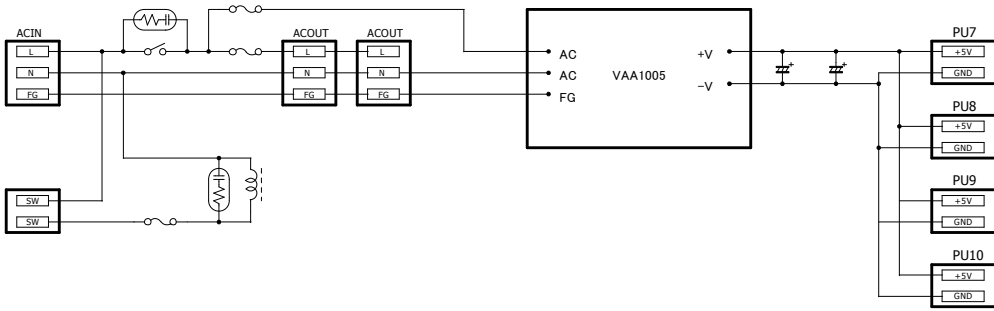 ACIN
L
N
FG
SW
SW
ACOUT
L
N
FG
ACOUT
L
N
FG
AC
AC
FG
VAA1005
+V
−V
PU7
+5V
GND
PU8
+5V
GND
PU9
+5V
GND
PU10
+5V
GND